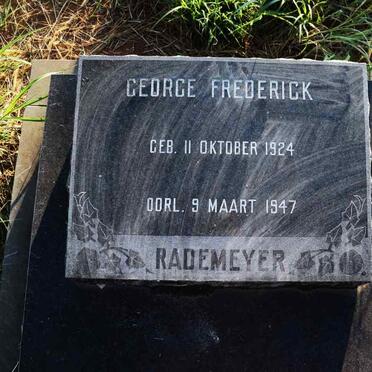 GEORGE FREDERICK
GEB. 11 OKTOBER 1924
OORL. 9 MAART 1947
RADEMEYER